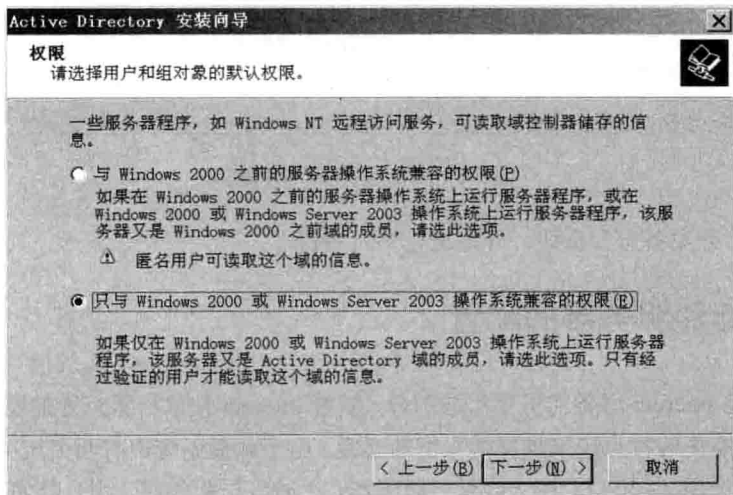 Active Directory 安装向导
权限
请选择用户和组对象的默认权限。
一些服务器程序，如 Windows NT 远程访问服务，可读取域控制器储存的信
息。
与 Windows 2000 之前的服务器操作系统兼容的权限(P)
如果在 Windows 2000 之前的服务器操作系统上运行服务器程序，或在
Windows 2000 或 Windows Server 2003 操作系统上运行服务器程序，该服
务器又是 Windows 2000 之前域的成员，请选此选项。
匿名用户可读取这个域的信息。
只与 Windows 2000 或 Windows Server 2003 操作系统兼容的权限(E)
如果仅在 Windows 2000 或 Windows Server 2003 操作系统上运行服务器
程序，该服务器又是 Active Directory 域的成员，请选此选项。只有经
过验证的用户才能读取这个域的信息。
< 上一步(B) 下一步(N) > 取消